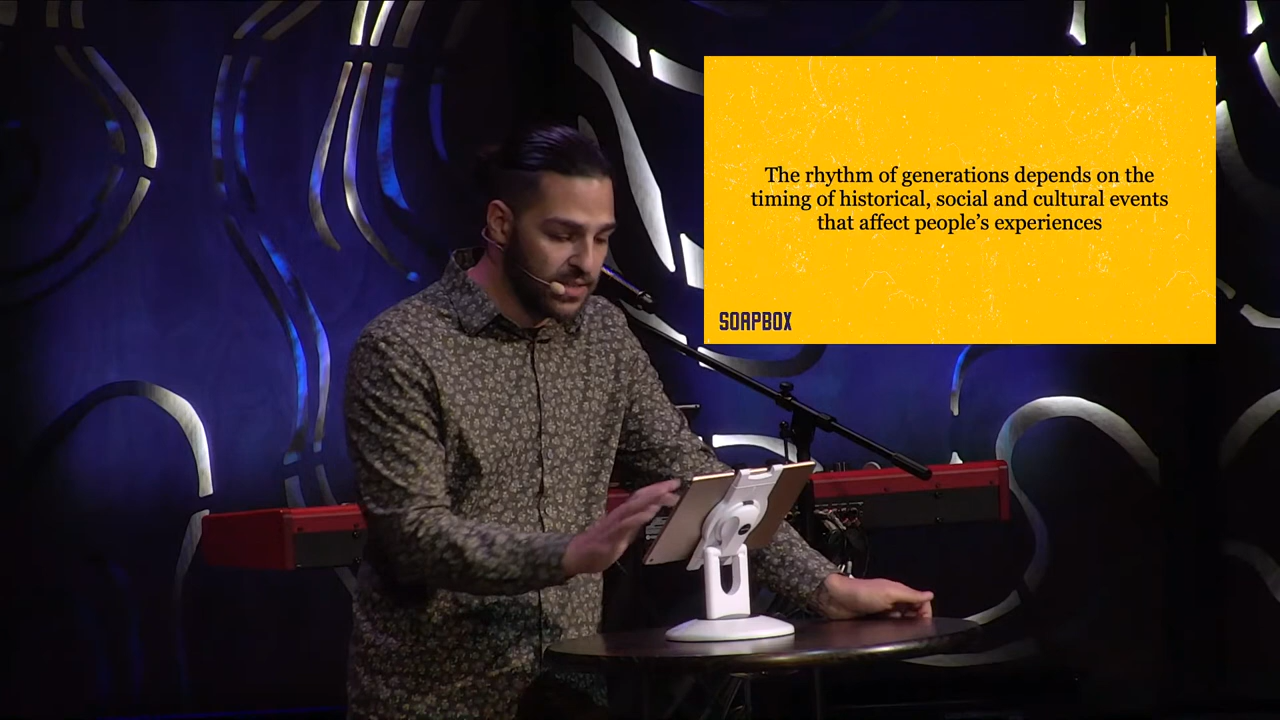 The rhythm of generations depends on the
timing of historical, social and cultural events
that affect people’s experiences
SOAPBOX